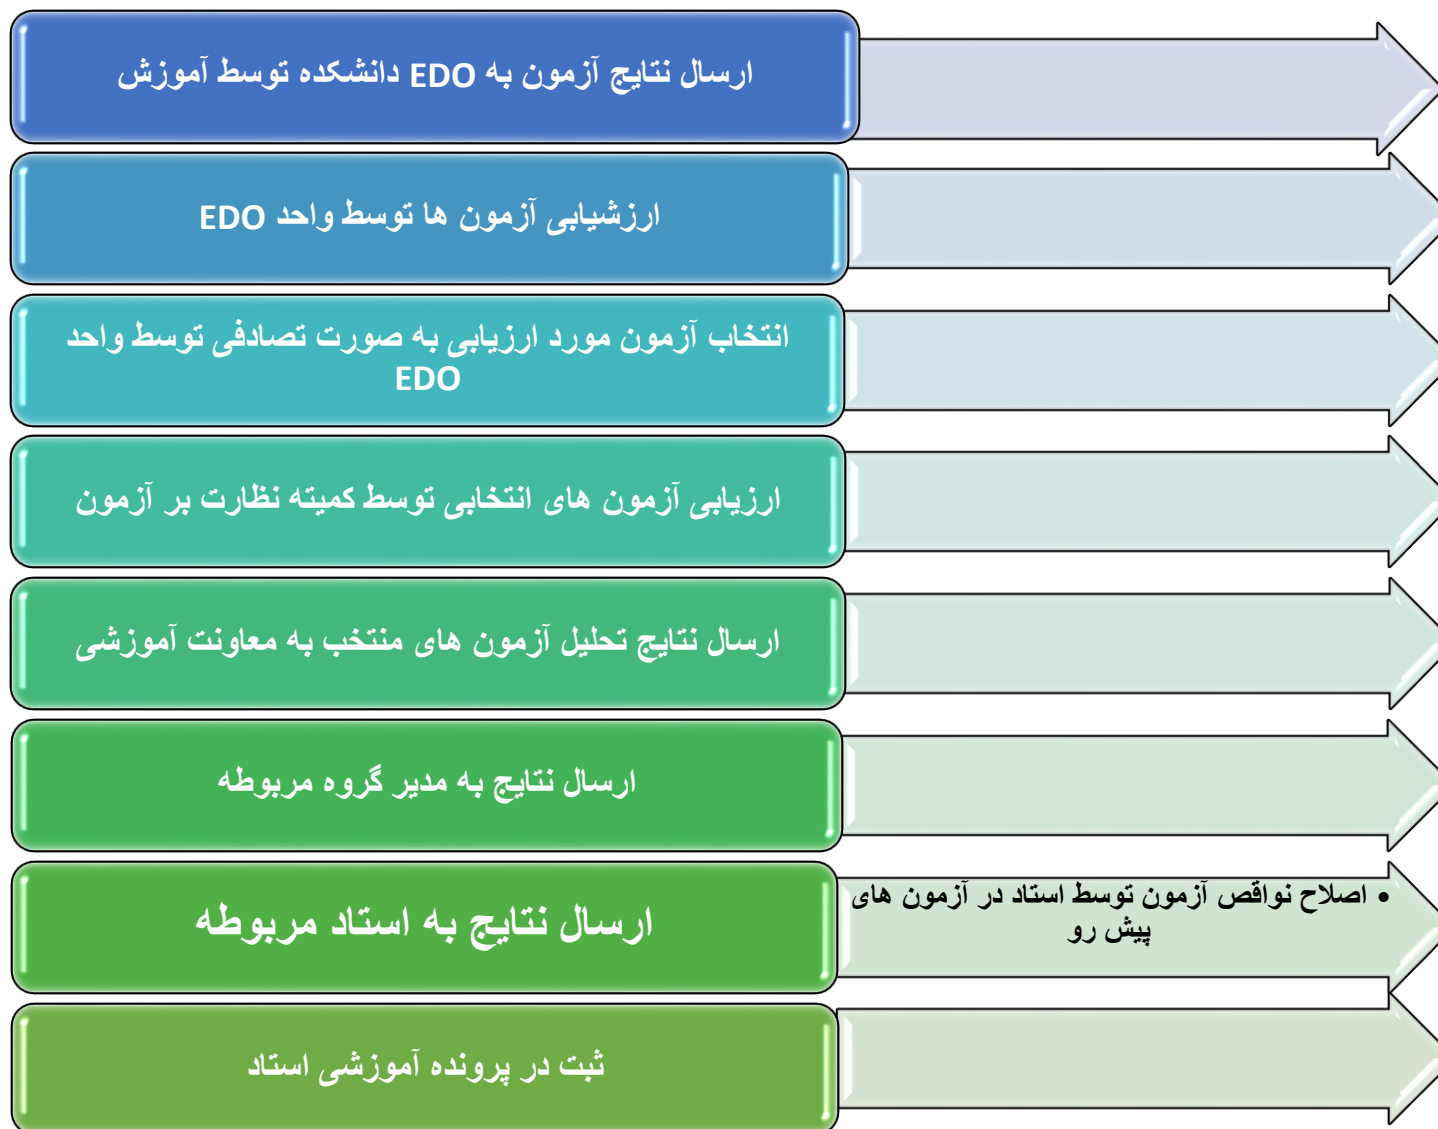 ارسال نتایج آزمون به EDO دانشکده توسط آموزش
ارزشیابی آزمون ها توسط واحد EDO
انتخاب آزمون مورد ارزیابی به صورت تصادفی توسط واحد
EDO
ارزیابی آزمون های انتخابی توسط کمیته نظارت بر آزمون
ارسال نتایج تحلیل آزمون های منتخب به معاونت آموزشی
ارسال نتایج به مدیر گروه مربوطه
ارسال نتایج به استاد مربوطه
• اصلاح نواقص آزمون توسط استاد در آزمون های
پیش رو
ثبت در پرونده آموزشی استاد